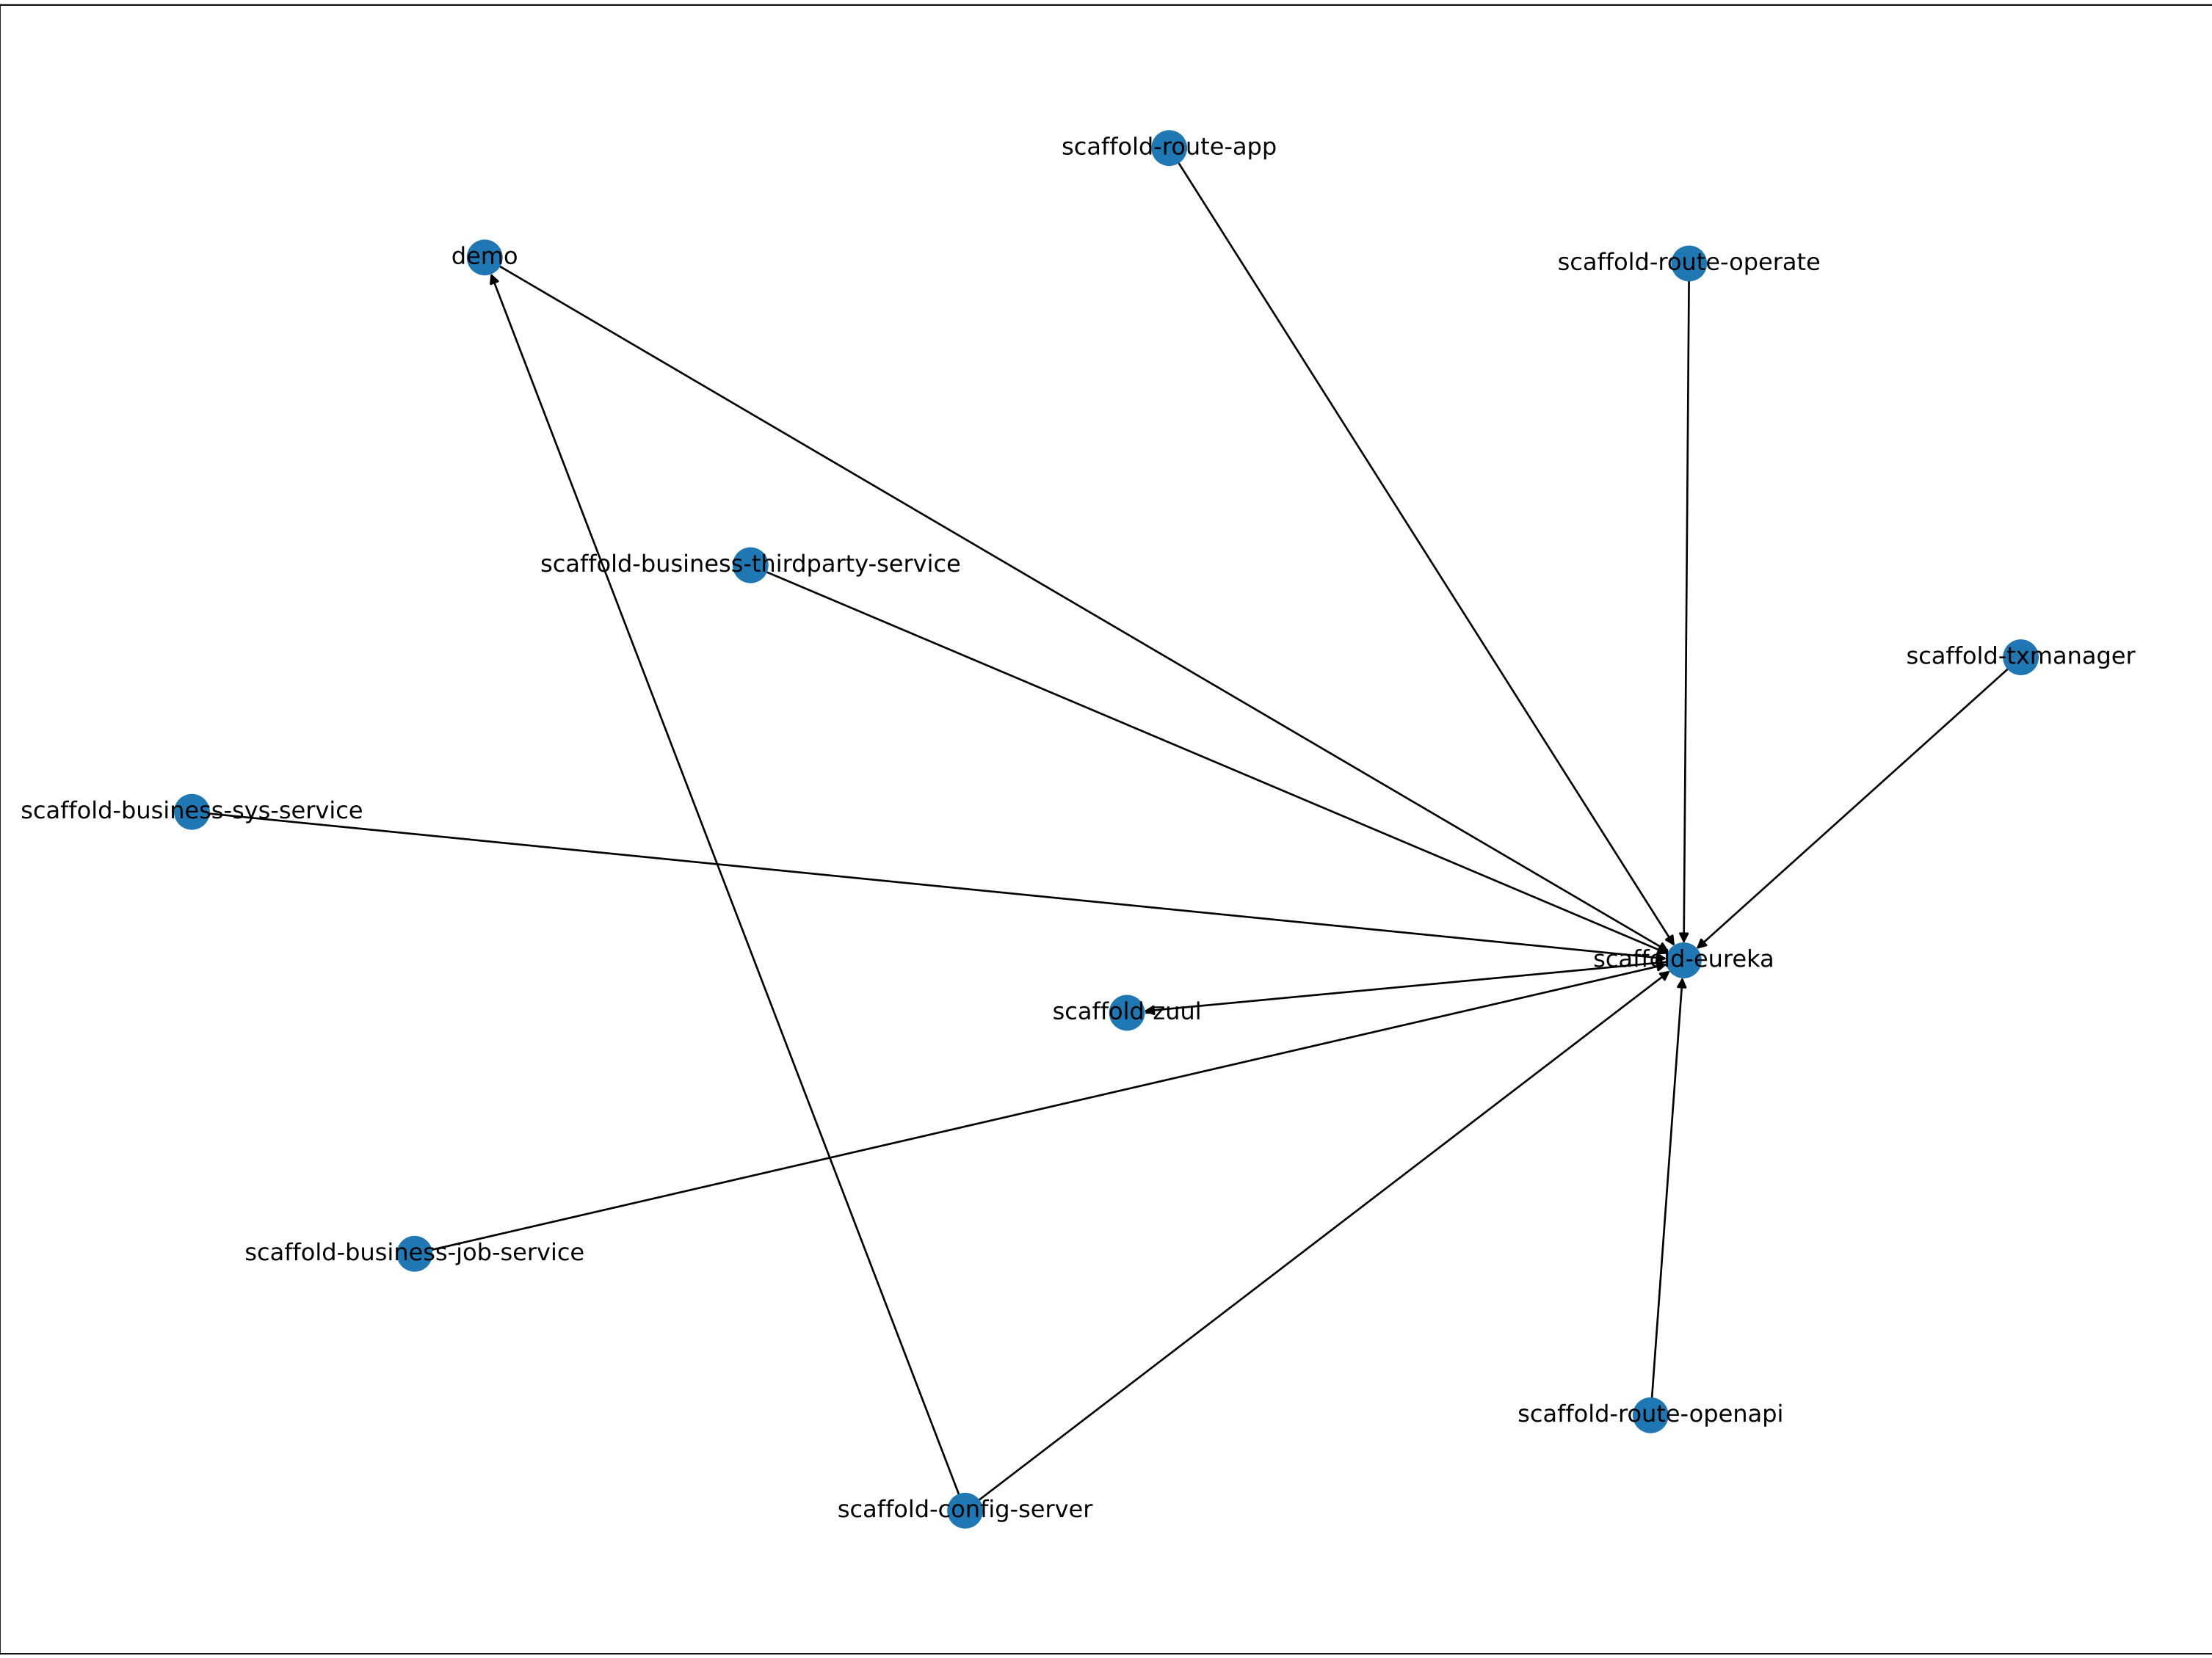 scaffold-route-app
demo
scaffold-route-operate
scaffold-business-thirdparty-service
scaffold-txmanager
scaffold-business-sys-service
scaffold-eureka
scaffold-zuul
scaffold-business-job-service
scaffold-route-openapi
scaffold-config-server